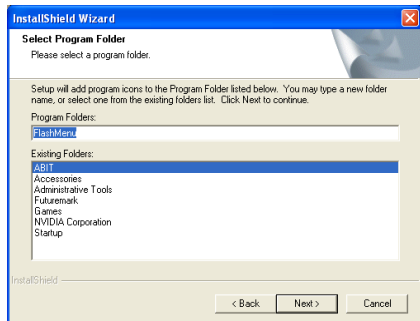 InstallShield Wizard
Select Program Folder
Please select a program folder.
Setup will add program icons to the Program Folder listed below. You may type a new folder
name, or select one from the existing folders list. Click Next to continue.
Program Folders:
FlashMenu
Existing Folders:
ABIT
Accessories
Administrative Tools
Futuremark
Games
NVIDIA Corporation
Startup
InstallShield
< Back
Next >
Cancel